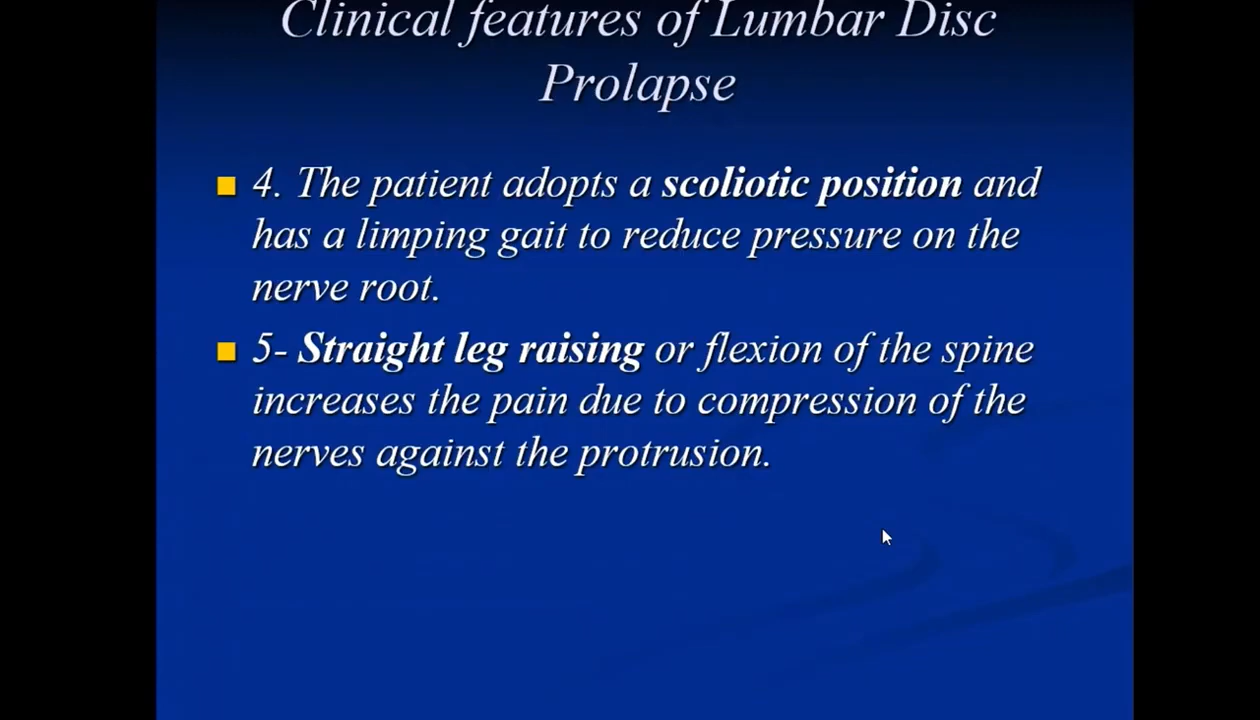 Clinical features of Lumbar Disc
Prolapse
4. The patient adopts a scoliotic position and
has a limping gait to reduce pressure on the
nerve root.
5- Straight leg raising or flexion of the spine
increases the pain due to compression of the
nerves against the protrusion.